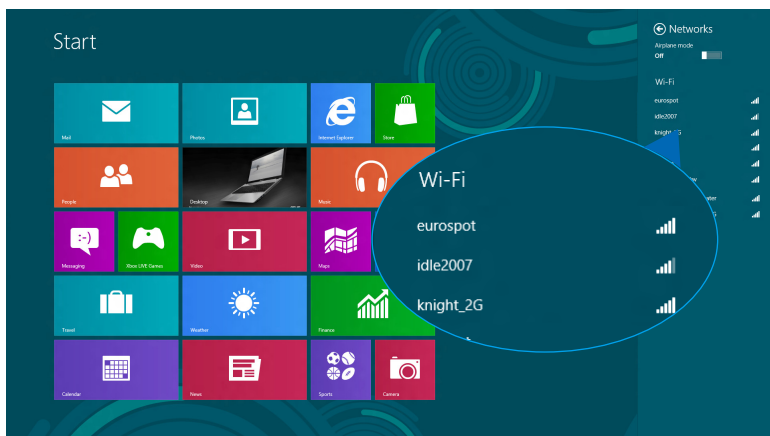 Start
Networks
Airplane mode
Off
Wi-Fi
eurospot
idle2007
Mail
Photos
Internet Explorer
Store
People
Desktop
Music
Messaging
Xbox LIVE Games
Video
Maps
Travel
Weather
Finance
Calendar
News
Sports
Camera
Wi-Fi
eurospot
idle2007
knight_2G